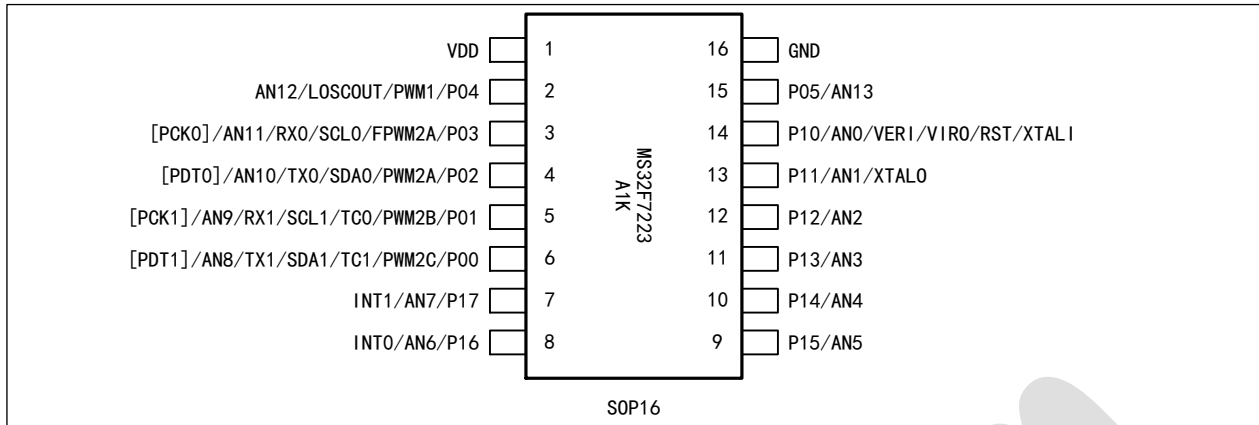 VDD 1 16 GND
AN12/LOSCOUT/PWM1/P04 2 15 P05/AN13
[PCK0]/AN11/RX0/SCL0/FPWM2A/P03 3 14 P10/AN0/VERI/VIRO/RST/XTALI
[PDT0]/AN10/TX0/SDA0/PWM2A/P02 4 13 P11/AN1/XTALO
[PCK1]/AN9/RX1/SCL1/TC0/PWM2B/P01 5 12 P12/AN2
[PDT1]/AN8/TX1/SDA1/TC1/PWM2C/P00 6 11 P13/AN3
INT1/AN7/P17 7 10 P14/AN4
INT0/AN6/P16 8 9 P15/AN5
MS32F7223
A1K
SOP16